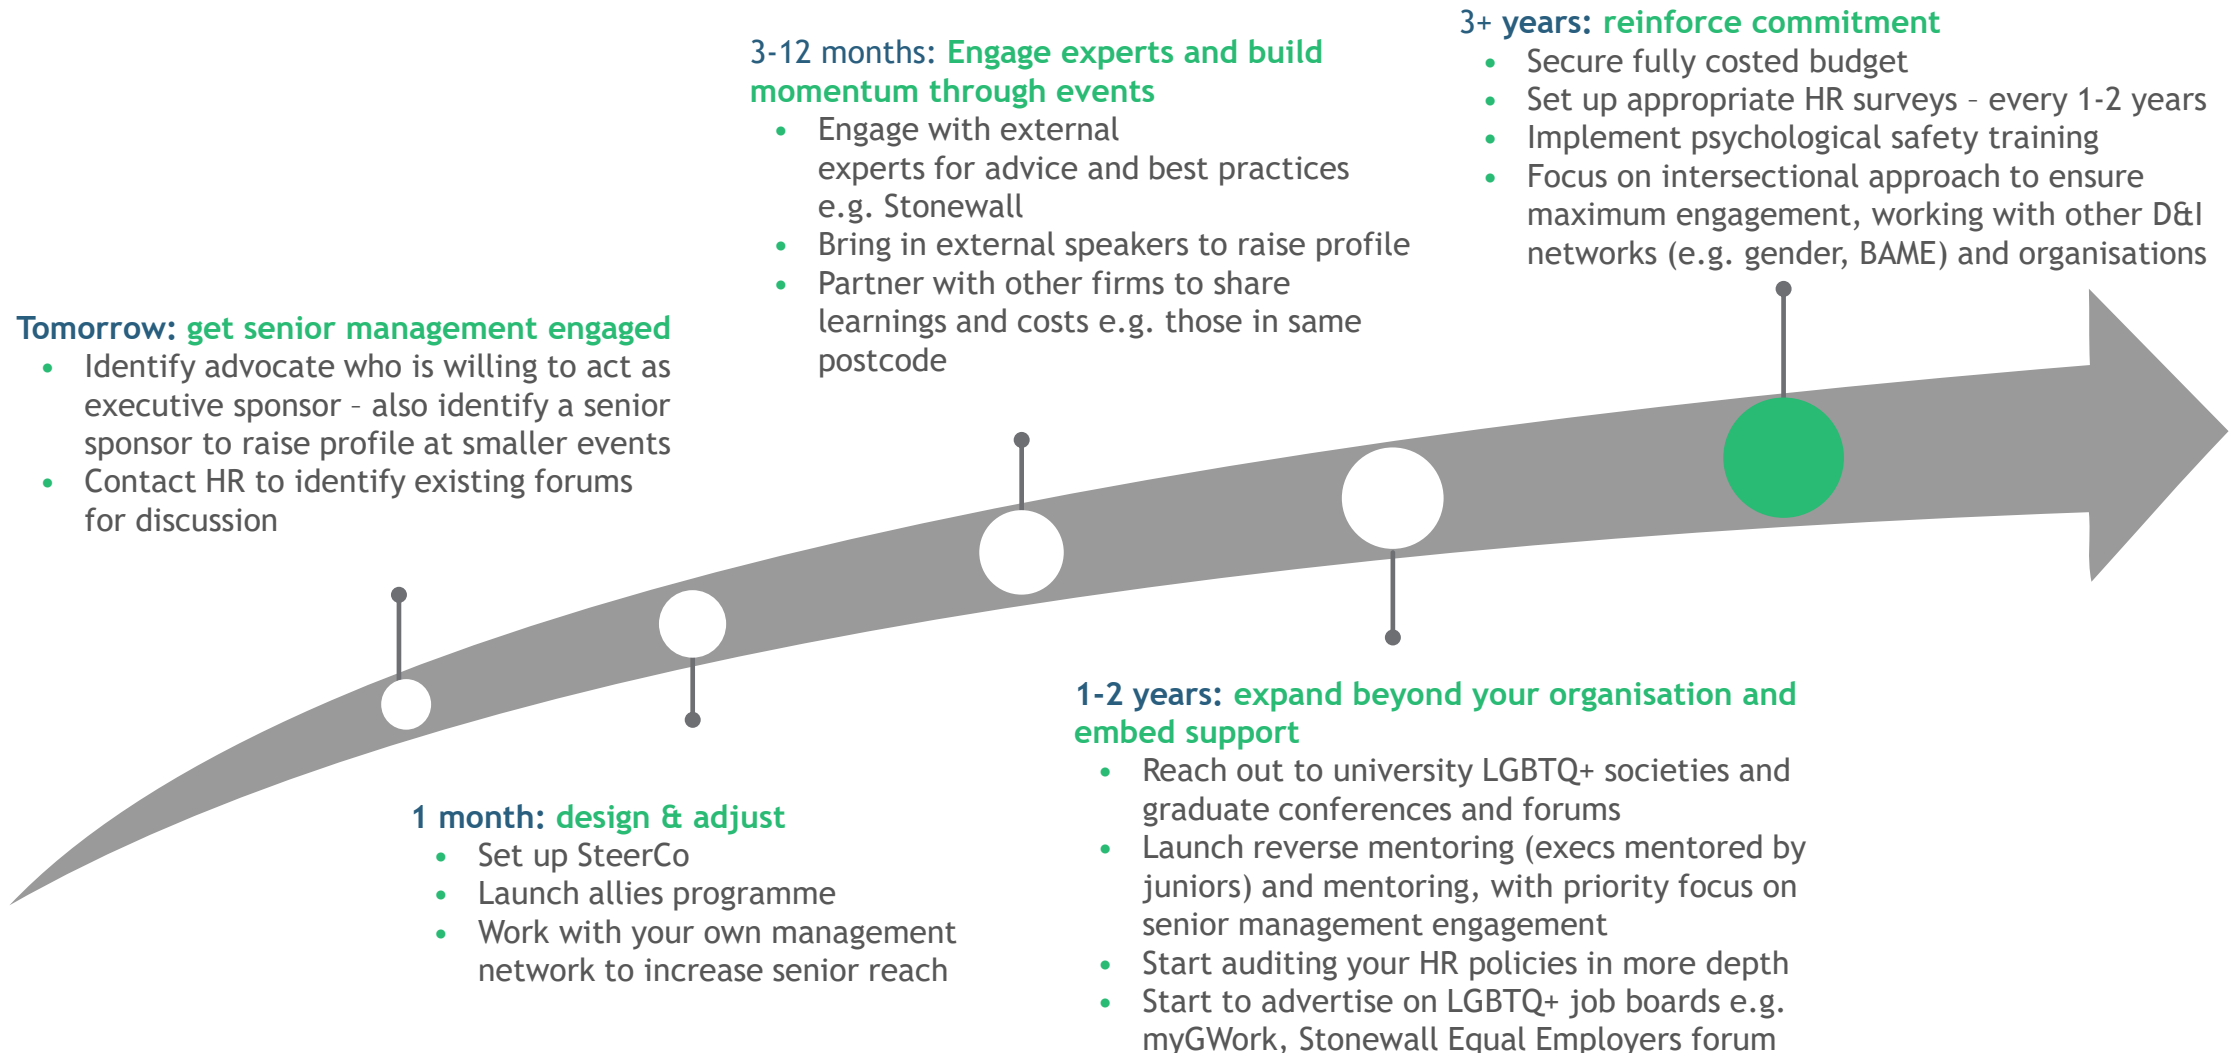 Tomorrow: get senior management engaged
• Identify advocate who is willing to act as
executive sponsor – also identify a senior
sponsor to raise profile at smaller events
• Contact HR to identify existing forums
for discussion
1 month: design & adjust
• Set up SteerCo
• Launch allies programme
• Work with your own management
network to increase senior reach
3-12 months: Engage experts and build
momentum through events
• Engage with external
experts for advice and best practices
e.g. Stonewall
• Bring in external speakers to raise profile
• Partner with other firms to share
learnings and costs e.g. those in same
postcode
1-2 years: expand beyond your organisation and
embed support
• Reach out to university LGBTQ+ societies and
graduate conferences and forums
• Launch reverse mentoring (execs mentored by
juniors) and mentoring, with priority focus on
senior management engagement
• Start auditing your HR policies in more depth
• Start to advertise on LGBTQ+ job boards e.g.
myGWork, Stonewall Equal Employers forum
3+ years: reinforce commitment
• Secure fully costed budget
• Set up appropriate HR surveys – every 1-2 years
• Implement psychological safety training
• Focus on intersectional approach to ensure
maximum engagement, working with other D&I
networks (e.g. gender, BAME) and organisations